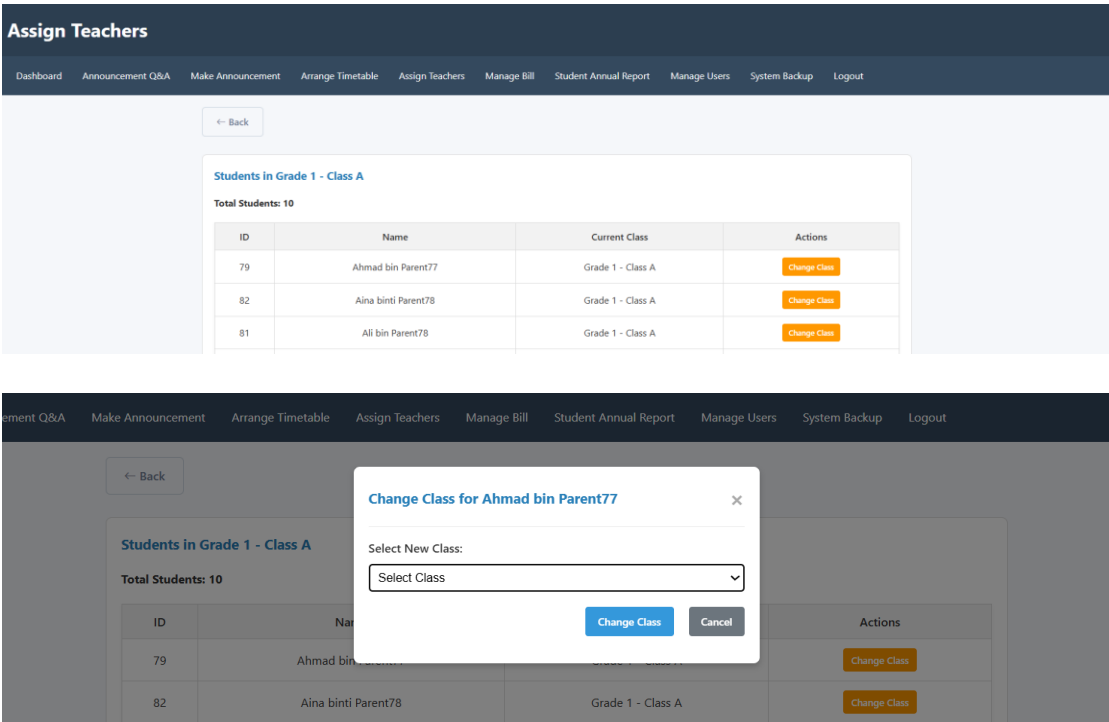 Assign Teachers
Dashboard Announcement Q&A Make Announcement Arrange Timetable Assign Teachers Manage Bill Student Annual Report Manage Users System Backup Logout
← Back
Students in Grade 1 - Class A
Total Students: 10
ID Name Current Class Actions
79 Ahmad bin Parent77 Grade 1 - Class A Change Class
82 Aina binti Parent78 Grade 1 - Class A Change Class
81 Ali bin Parent78 Grade 1 - Class A Change Class
ement Q&A Make Announcement Arrange Timetable Assign Teachers Manage Bill Student Annual Report Manage Users System Backup Logout
← Back
Change Class for Ahmad bin Parent77 ×
Students in Grade 1 - Class A
Select New Class:
Total Students: 10
Select Class
ID Actions
Change Class Cancel
79 Ahmad bin Change Class
82 Aina binti Parent78 Grade 1 - Class A Change Class